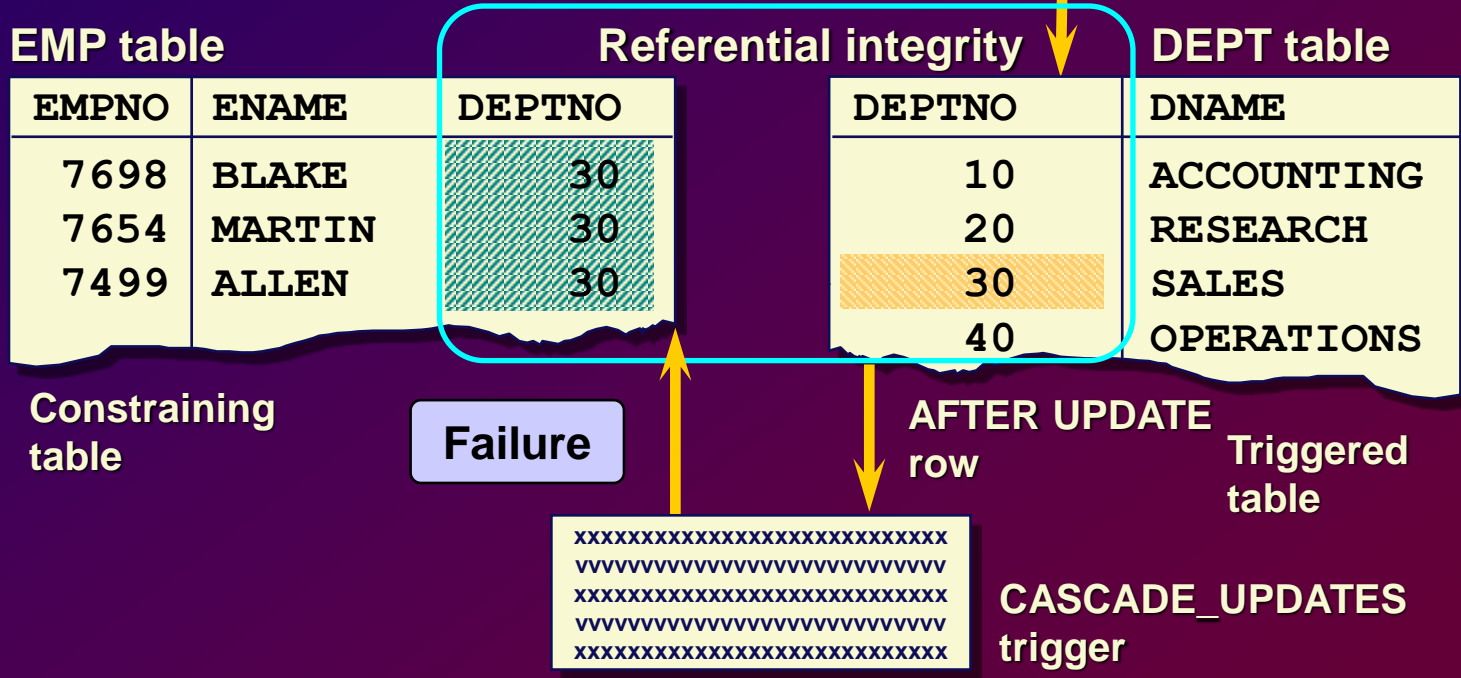 EMP table
Referential integrity
DEPT table
EMPNO ENAME DEPTNO
7698 BLAKE 30
7654 MARTIN 30
7499 ALLEN 30
DEPTNO DNAME
10 ACCOUNTING
20 RESEARCH
30 SALES
40 OPERATIONS
Constraining
table
Failure
AFTER UPDATE
row
Triggered
table
xxxxxxxxxxxxxxxxxxxxxxxxxxxx
vvvvvvvvvvvvvvvvvvvvvvvvvvvv
xxxxxxxxxxxxxxxxxxxxxxxxxxxx
vvvvvvvvvvvvvvvvvvvvvvvvvvvv
xxxxxxxxxxxxxxxxxxxxxxxxxxxx
CASCADE_UPDATES
trigger